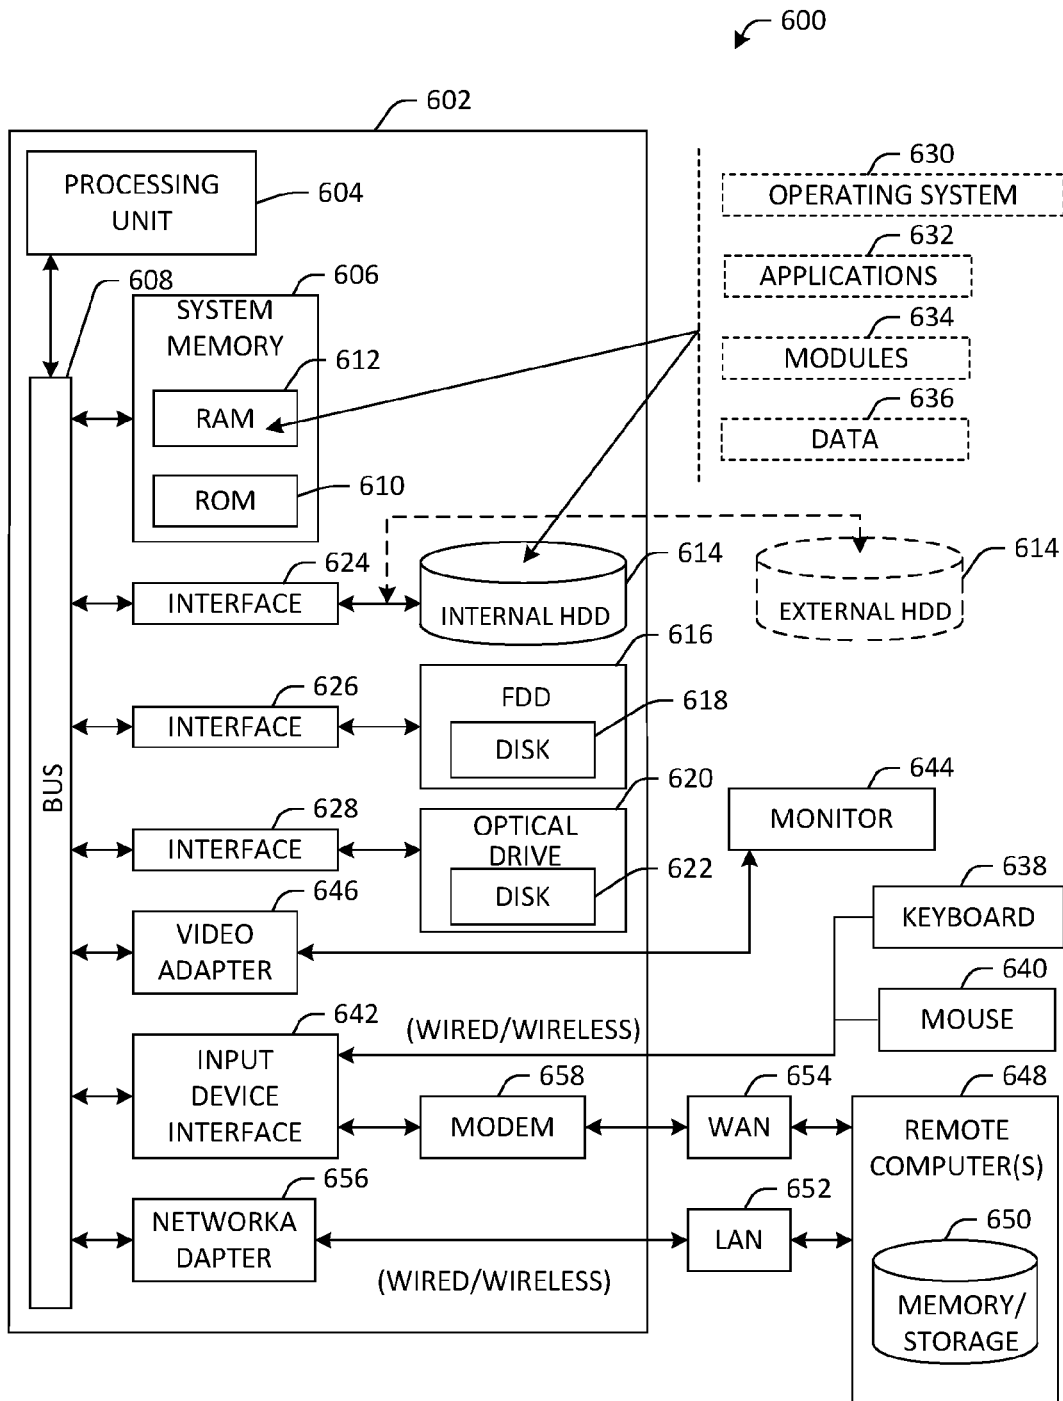 600
602
PROCESSING
UNIT
604
630
OPERATING SYSTEM
608
606
SYSTEM
MEMORY
632
APPLICATIONS
612
RAM
634
MODULES
610
ROM
636
DATA
624
INTERFACE
614
INTERNAL HDD
614
EXTERNAL HDD
616
FDD
626
INTERFACE
618
DISK
BUS
620
OPTICAL
DRIVE
628
INTERFACE
622
DISK
644
MONITOR
646
VIDEO
ADAPTER
638
KEYBOARD
640
MOUSE
642
INPUT
DEVICE
INTERFACE
(WIRED/WIRELESS)
658
MODEM
654
WAN
648
REMOTE
COMPUTER(S)
656
NETWORKA
DAPTER
652
LAN
(WIRED/WIRELESS)
650
MEMORY/
STORAGE